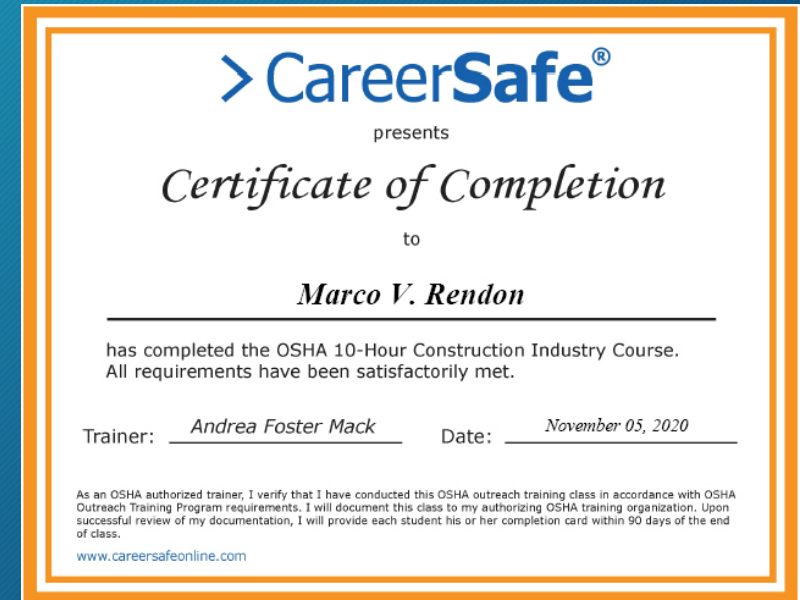 > CareerSafe®
presents
Certificate of Completion
to
Marco V. Rendon
has completed the OSHA 10-Hour Construction Industry Course.
All requirements have been satisfactorily met.
Trainer: Andrea Foster Mack Date: November 05, 2020
As an OSHA authorized trainer, I verify that I have conducted this OSHA outreach training class in accordance with OSHA
Outreach Training Program requirements. I will document this class to my authorizing OSHA training organization. Upon
successful review of my documentation, I will provide each student his or her completion card within 90 days of the end
of class.
www.careersafeonline.com